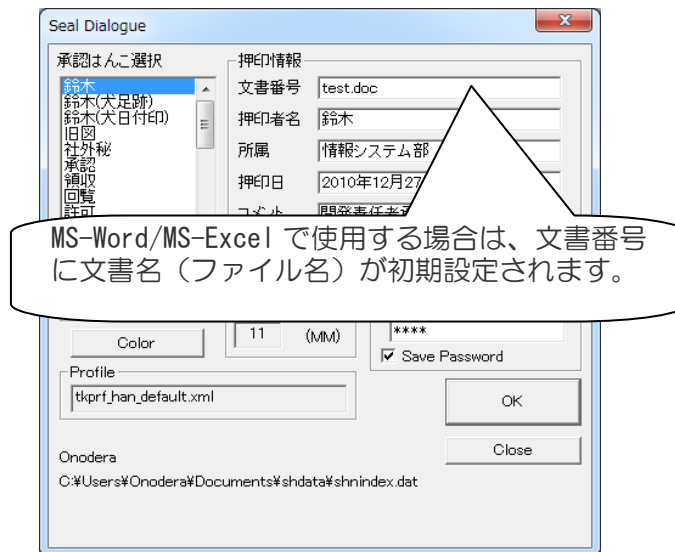 Seal Dialogue
承認はんこ選択
鈴木
鈴木(犬足跡)
鈴木(犬日付印)
旧図
社外秘
承認
領収
回覧
許可
押印情報
文書番号 test.doc
押印者名 鈴木
所属 情報システム部
押印日 2010年12月27
MS-Word/MS-Excel で使用する場合は、文書番号
に文書名（ファイル名）が初期設定されます。
Color
11 (MM)
****
Save Password
Profile
tkprf_han_default.xml
OK
Close
Onodera
C:¥Users¥Onodera¥Documents¥shdata¥shnindex.dat